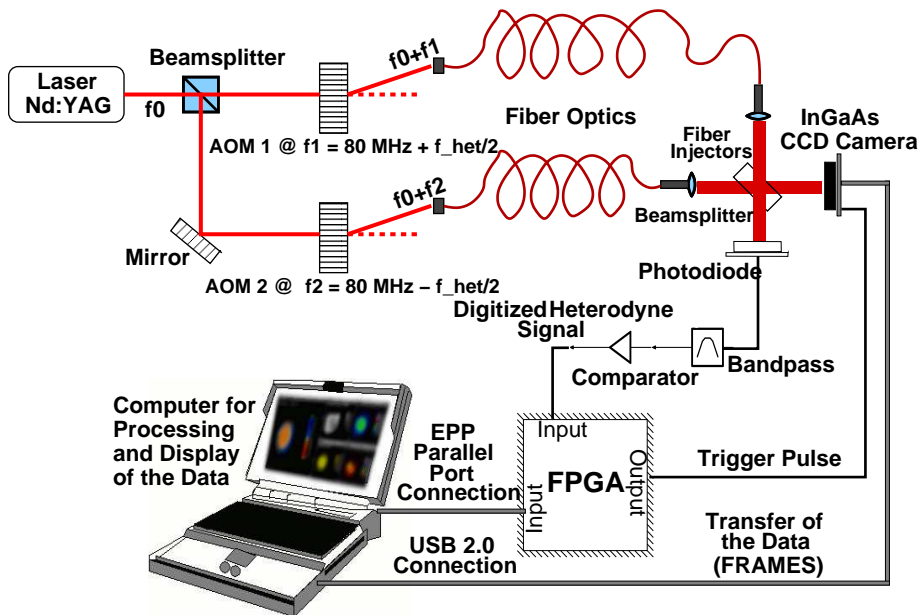 Laser
Nd:YAG
f0
Beamsplitter
f0+f1
AOM 1 @ f1 = 80 MHz + f_het/2
Fiber Optics
Fiber
Injectors
InGaAs
CCD Camera
f0+f2
Beamsplitter
Mirror
AOM 2 @ f2 = 80 MHz − f_het/2
Photodiode
Digitized Heterodyne
Signal
Comparator
Bandpass
Computer for
Processing
and Display
of the Data
EPP
Parallel
Port
Connection
Input
Input
FPGA
Output
Trigger Pulse
USB 2.0
Connection
Transfer of
the Data
(FRAMES)